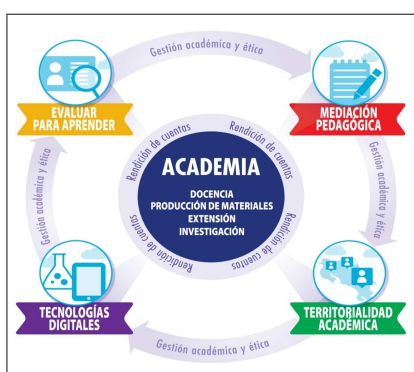 Gestión académica y ética
EVALUAR
PARA APRENDER
MEDIACIÓN
PEDAGÓGICA
Rendición de cuentas
Rendición de cuentas
ACADEMIA
DOCENCIA
PRODUCCIÓN DE MATERIALES
EXTENSIÓN
INVESTIGACIÓN
Gestión académica y ética
Gestión académica y ética
Rendición de cuentas
Rendición de cuentas
TECNOLOGÍAS
DIGITALES
TERRITORIALIDAD
ACADÉMICA
Gestión académica y ética